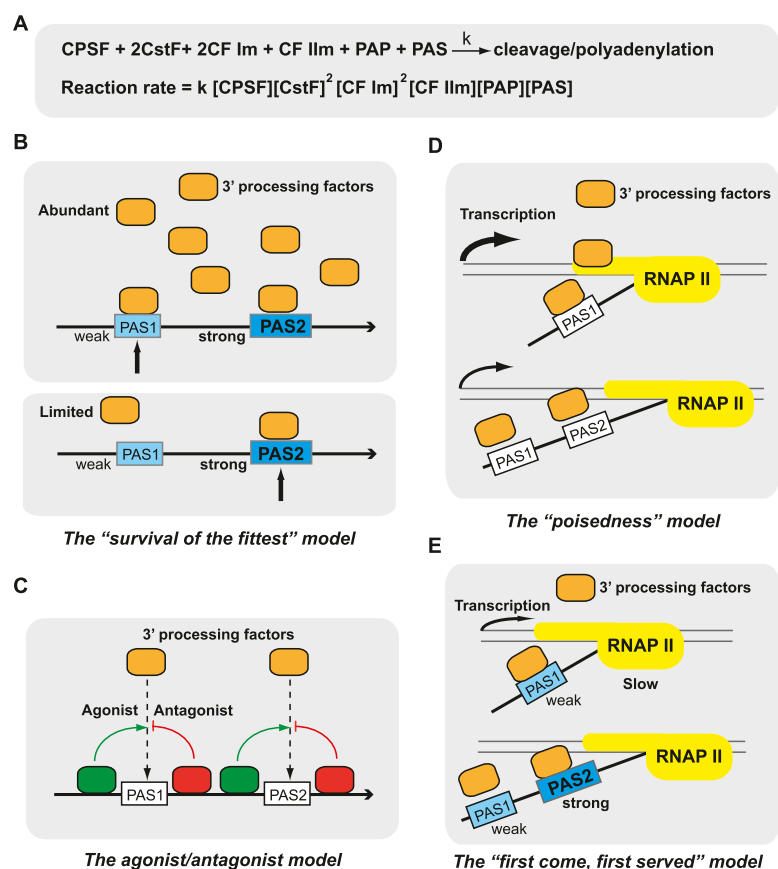 A
CPSF + 2CstF+ 2CF Im + CF IIm + PAP + PAS —k→ cleavage/polyadenylation
Reaction rate = k [CPSF][CstF]² [CF Im]² [CF IIm][PAP][PAS]
B
3’ processing factors
Abundant
PAS1
PAS2
weak
strong
Limited
PAS1
PAS2
weak
strong
The “survival of the fittest” model
C
3’ processing factors
Agonist
Antagonist
PAS1
PAS2
The agonist/antagonist model
D
3’ processing factors
Transcription
RNAP II
PAS1
RNAP II
PAS2
PAS1
The “poisedness” model
E
3’ processing factors
Transcription
RNAP II
PAS1
weak
Slow
RNAP II
PAS2
strong
PAS1
weak
The “first come, first served” model